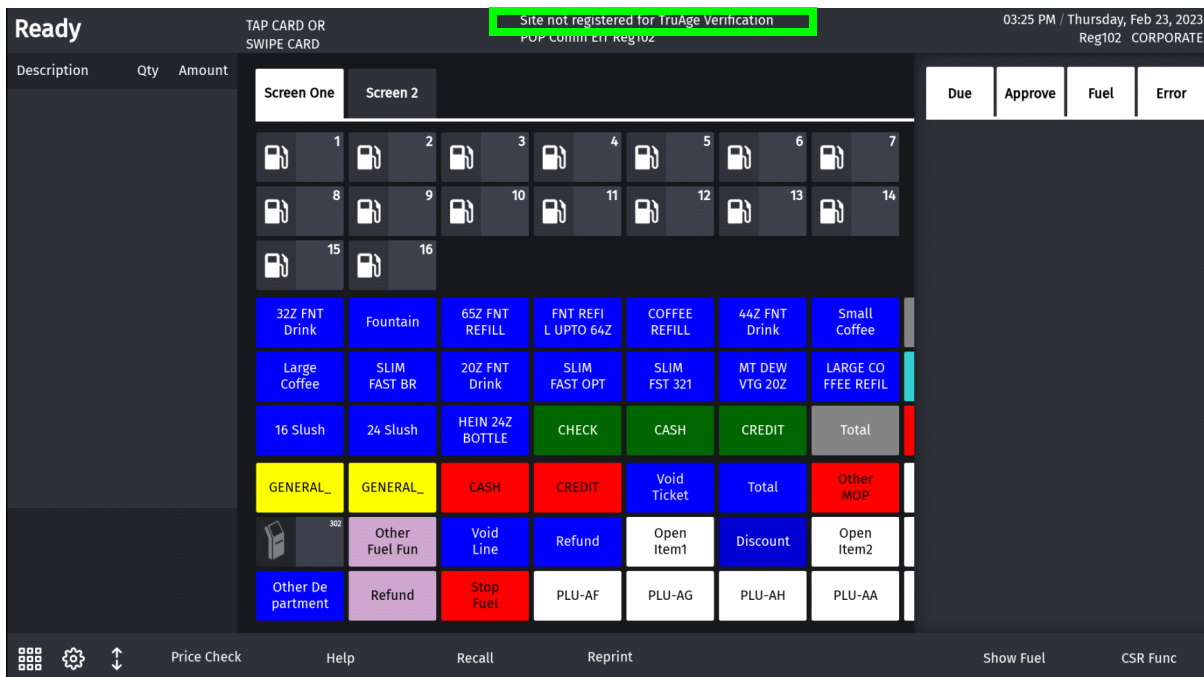 Ready
TAP CARD OR
SWIPE CARD
Site not registered for TruAge Verification
POP Comm Err Reg102
03:25 PM / Thursday, Feb 23, 2023
Reg102 CORPORATE
Description Qty Amount
Screen One Screen 2
Due Approve Fuel Error
1 2 3 4 5 6 7
8 9 10 11 12 13 14
15 16
32Z FNT
Drink
Fountain
65Z FNT
REFILL
FNT REFI
L UPTO 64Z
COFFEE
REFILL
44Z FNT
Drink
Small
Coffee
Large
Coffee
SLIM
FAST BR
20Z FNT
Drink
SLIM
FAST OPT
SLIM
FST 321
MT DEW
VTG 20Z
LARGE CO
FFEE REFIL
16 Slush
24 Slush
HEIN 24Z
BOTTLE
CHECK
CASH
CREDIT
Total
GENERAL_
GENERAL_
CASH
CREDIT
Void
Ticket
Total
Other
MOP
302
Other
Fuel Fun
Void
Line
Refund
Open
Item1
Discount
Open
Item2
Other De
partment
Refund
Stop
Fuel
PLU-AF
PLU-AG
PLU-AH
PLU-AA
Price Check Help Recall Reprint Show Fuel CSR Func